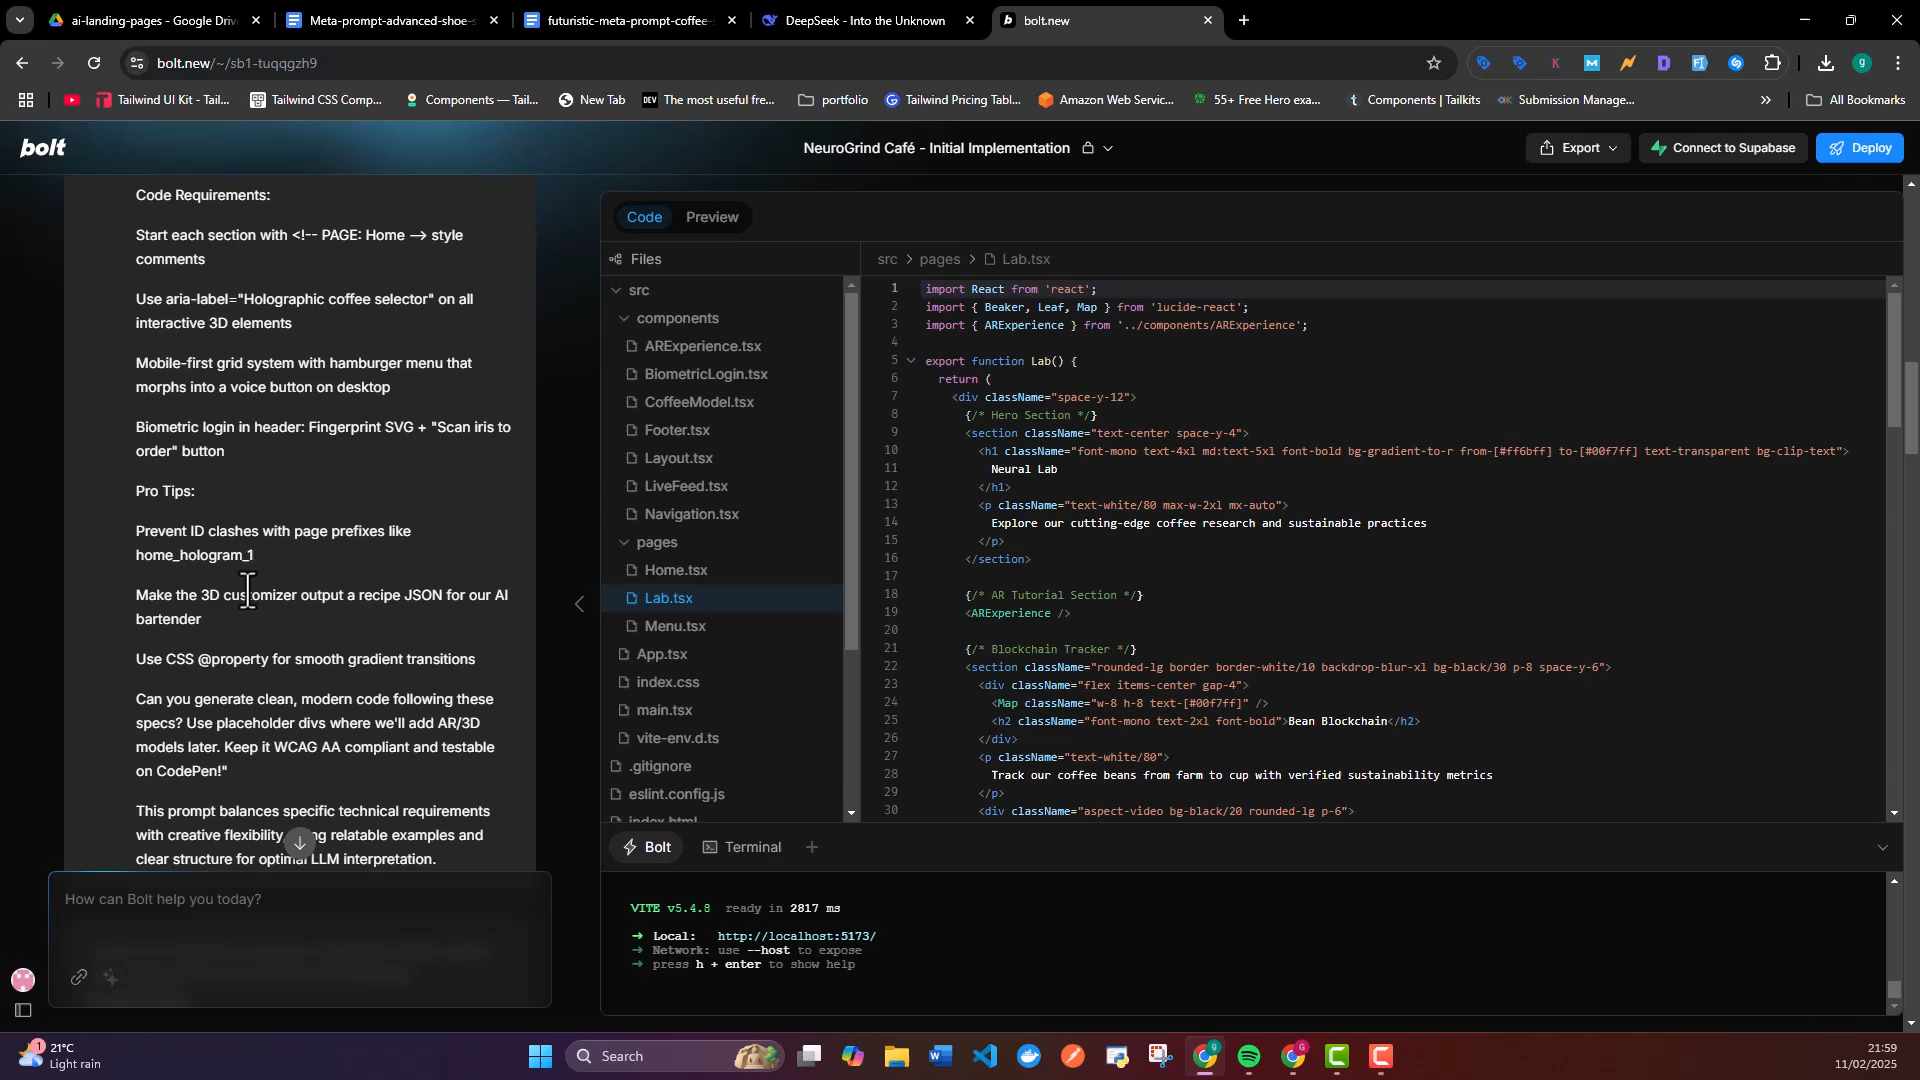 ai-landing-pages - Google Driv
Meta-prompt-advanced-shoe-s
futuristic-meta-prompt-coffee-s
DeepSeek - Into the Unknown
bolt.new
bolt.new/~/sb1-tuqqgzh9
Tailwind UI Kit - Tail...
Tailwind CSS Comp...
Components — Tail...
New Tab
The most useful fre...
portfolio
Tailwind Pricing Tabl...
Amazon Web Servic...
55+ Free Hero exa...
Components | Tailkits
Submission Manage...
All Bookmarks
bolt
NeuroGrind Café - Initial Implementation
Export
Connect to Supabase
Deploy
Code Requirements:
Start each section with <!-- PAGE: Home --> style
comments
Use aria-label="Holographic coffee selector" on all
interactive 3D elements
Mobile-first grid system with hamburger menu that
morphs into a voice button on desktop
Biometric login in header: Fingerprint SVG + "Scan iris to
order" button
Pro Tips:
Prevent ID clashes with page prefixes like
home_hologram_1
Make the 3D customizer output a recipe JSON for our AI
bartender
Use CSS @property for smooth gradient transitions
Can you generate clean, modern code following these
specs? Use placeholder divs where we'll add AR/3D
models later. Keep it WCAG AA compliant and testable
on CodePen!"
This prompt balances specific technical requirements
with creative flexibility, relatable examples and
clear structure for optimal LLM interpretation.
How can Bolt help you today?
Code
Preview
Files
src
components
ARExperience.tsx
BiometricLogin.tsx
CoffeeModel.tsx
Footer.tsx
Layout.tsx
LiveFeed.tsx
Navigation.tsx
pages
Home.tsx
Lab.tsx
Menu.tsx
App.tsx
index.css
main.tsx
vite-env.d.ts
.gitignore
eslint.config.js
index.html
src > pages > Lab.tsx
1 import React from 'react';
2 import { Beaker, Leaf, Map } from 'lucide-react';
3 import { ARExperience } from '../components/ARExperience';
4
5 export function Lab() {
6 return (
7 <div className="space-y-12">
8 {/* Hero Section */}
9 <section className="text-center space-y-4">
10 <h1 className="font-mono text-4xl md:text-5xl font-bold bg-gradient-to-r from-[#ff6bff] to-[#00f7ff] text-transparent bg-clip-text">
11 Neural Lab
12 </h1>
13 <p className="text-white/80 max-w-2xl mx-auto">
14 Explore our cutting-edge coffee research and sustainable practices
15 </p>
16 </section>
17
18 {/* AR Tutorial Section */}
19 <ARExperience />
20
21 {/* Blockchain Tracker */}
22 <section className="rounded-lg border border-white/10 backdrop-blur-xl bg-black/30 p-8 space-y-6">
23 <div className="flex items-center gap-4">
24 <Map className="w-8 h-8 text-[#00f7ff]" />
25 <h2 className="font-mono text-2xl font-bold">Bean Blockchain</h2>
26 </div>
27 <p className="text-white/80">
28 Track our coffee beans from farm to cup with verified sustainability metrics
29 </p>
30 <div className="aspect-video bg-black/20 rounded-lg p-6">
Bolt
Terminal
VITE v5.4.8 ready in 2817 ms
➜ Local: http://localhost:5173/
➜ Network: use --host to expose
➜ press h + enter to show help
1
21°C
Light rain
Search
21:59
11/02/2025